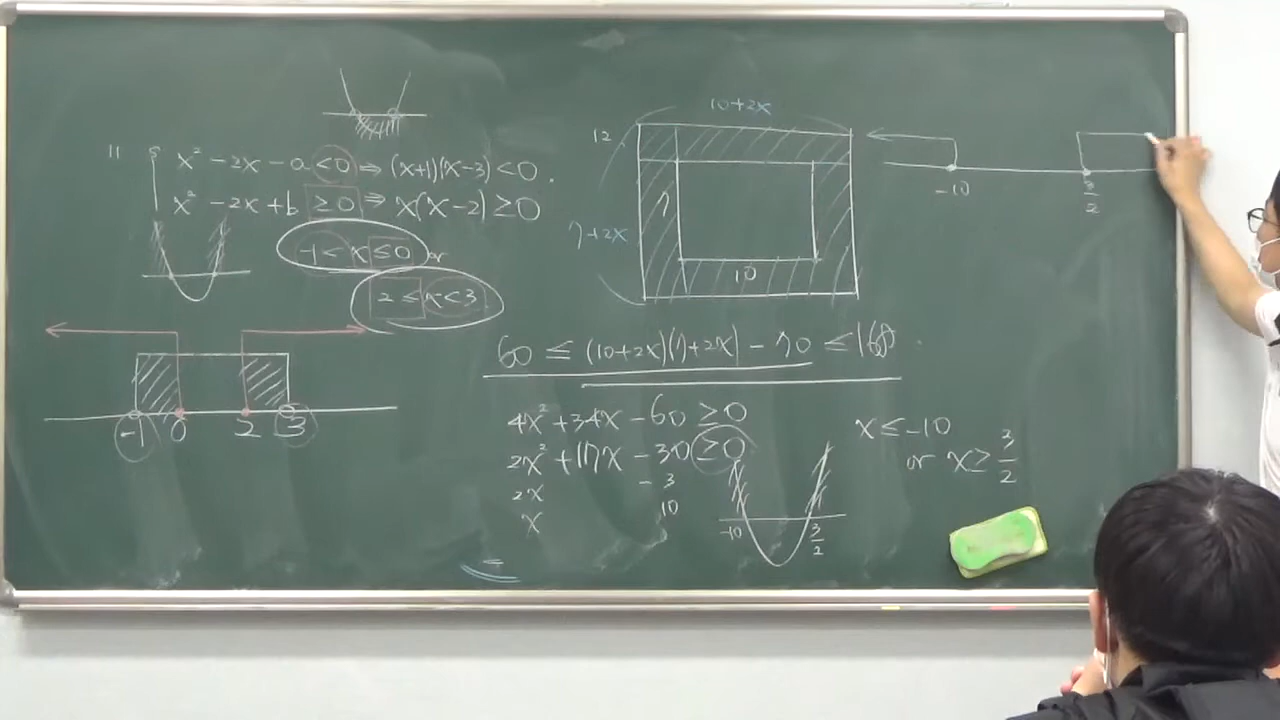 11 x² - 2x - a < 0 ⇒ (x+1)(x-3) < 0.
x² - 2x + b ≥ 0 ⇒ x(x-2) ≥ 0
-1 < x ≤ 0 or
2 ≤ x < 3
-1 0 2 3
12
10+2x
7+2x
7
10
60 ≤ (10+2x)(7+2x) - 70 ≤ 168.
4x² + 34x - 60 ≥ 0
2x² + 17x - 30 ≥ 0
2x - 3
x 10
-10 3/2
x ≤ -10
or x ≥ 3/2
-10 3/2